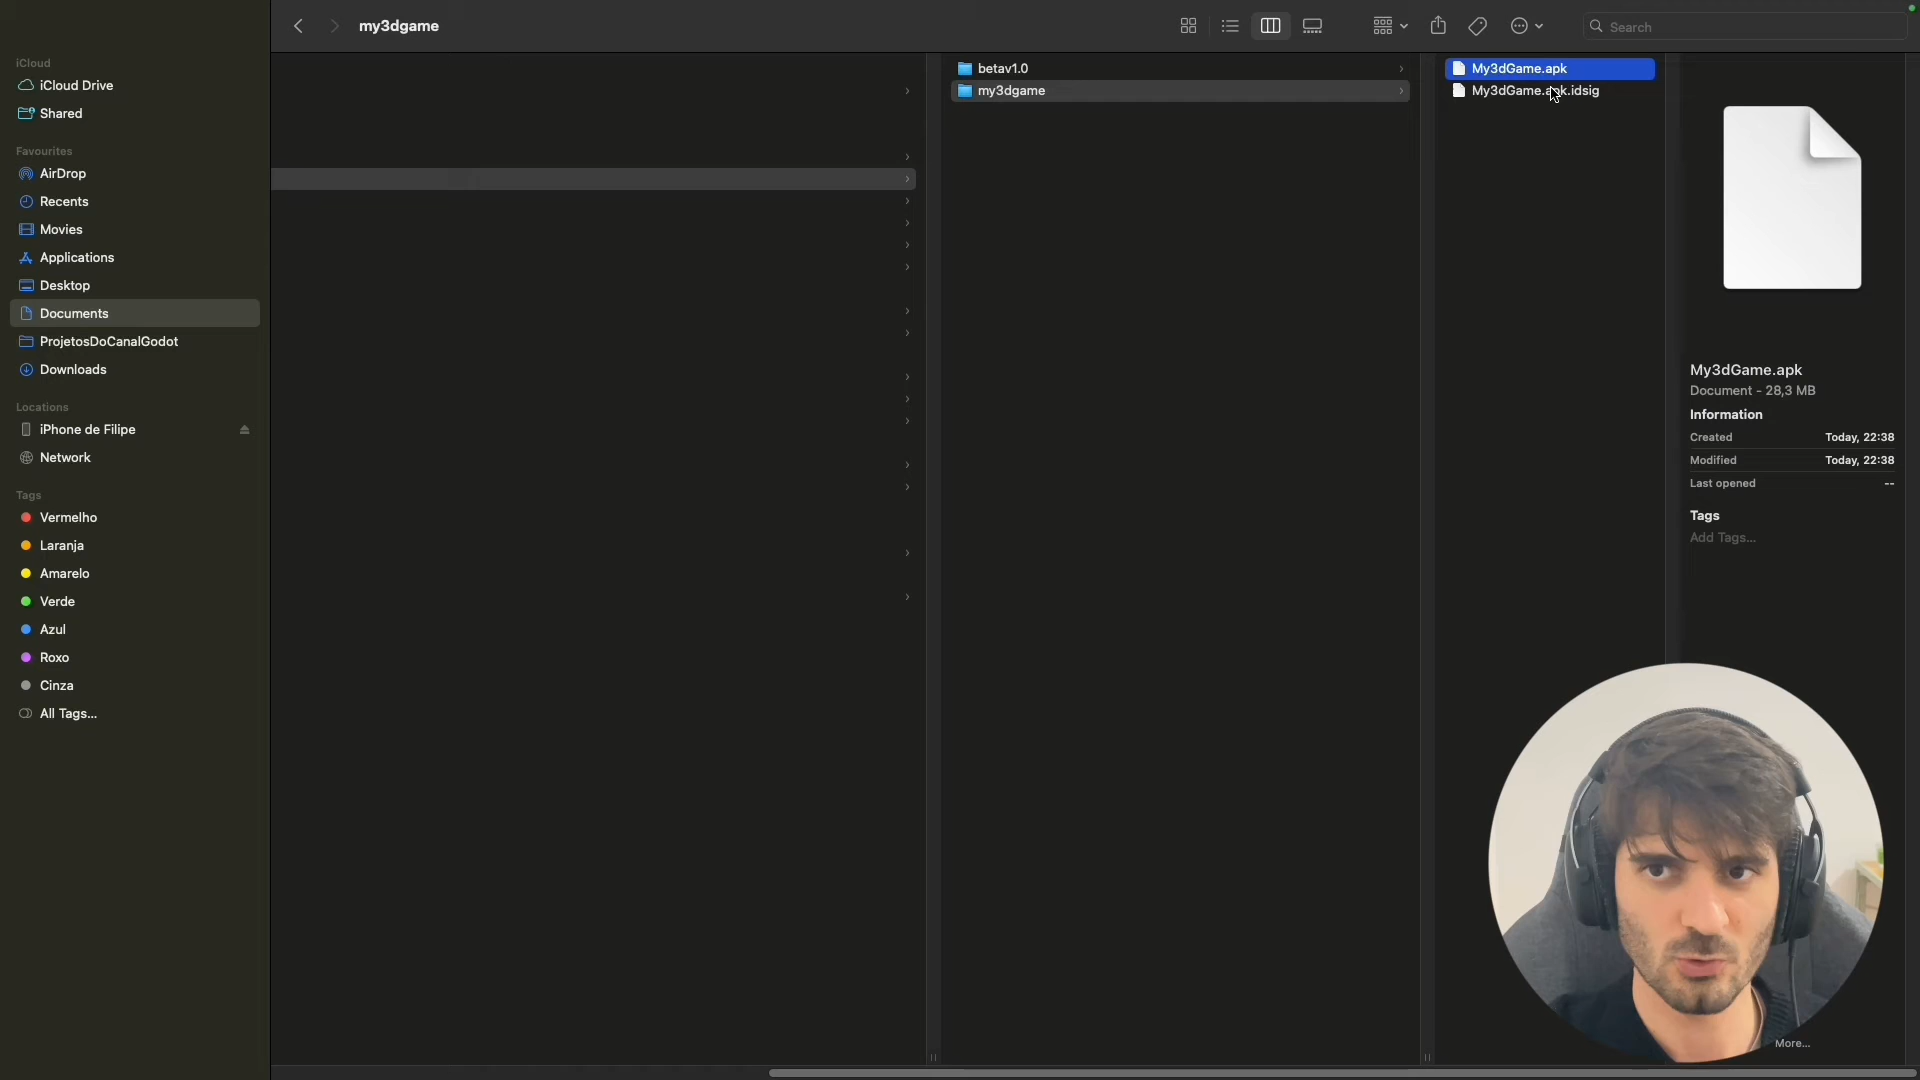 my3dgame
Search
iCloud
iCloud Drive
Shared
Favourites
AirDrop
Recents
Movies
Applications
Desktop
Documents
ProjetosDoCanalGodot
Downloads
Locations
iPhone de Filipe
Network
Tags
Vermelho
Laranja
Amarelo
Verde
Azul
Roxo
Cinza
All Tags...
betav1.0
my3dgame
My3dGame.apk
My3dGame.apk.idsig
My3dGame.apk
Document - 28,3 MB
Information
Created Today, 22:38
Modified Today, 22:38
Last opened --
Tags
Add Tags...
More...